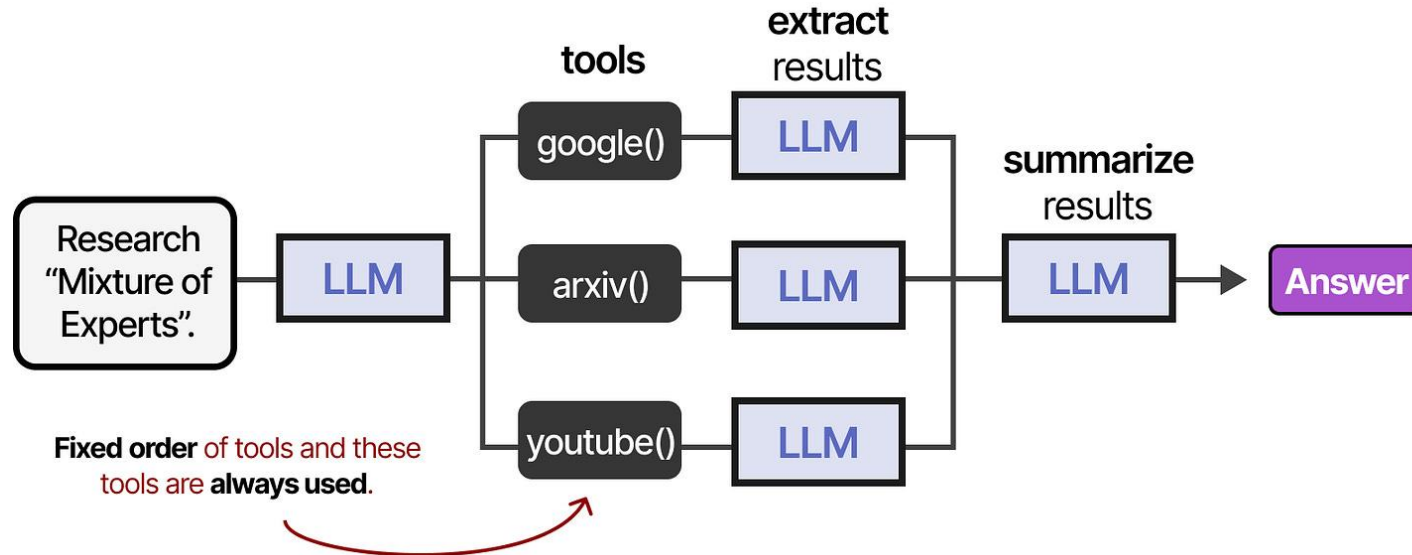 Research
“Mixture of
Experts”.
LLM
tools
google()
arxiv()
youtube()
extract
results
LLM
LLM
LLM
summarize
results
LLM
Answer
Fixed order of tools and these
tools are always used.